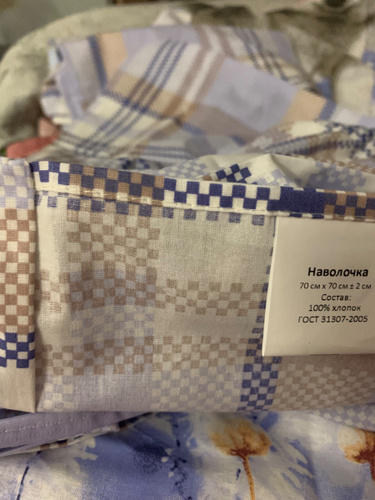 Наволочка
70 см х 70 см ± 2 см
Состав:
100% хлопок
ГОСТ 31307-2005